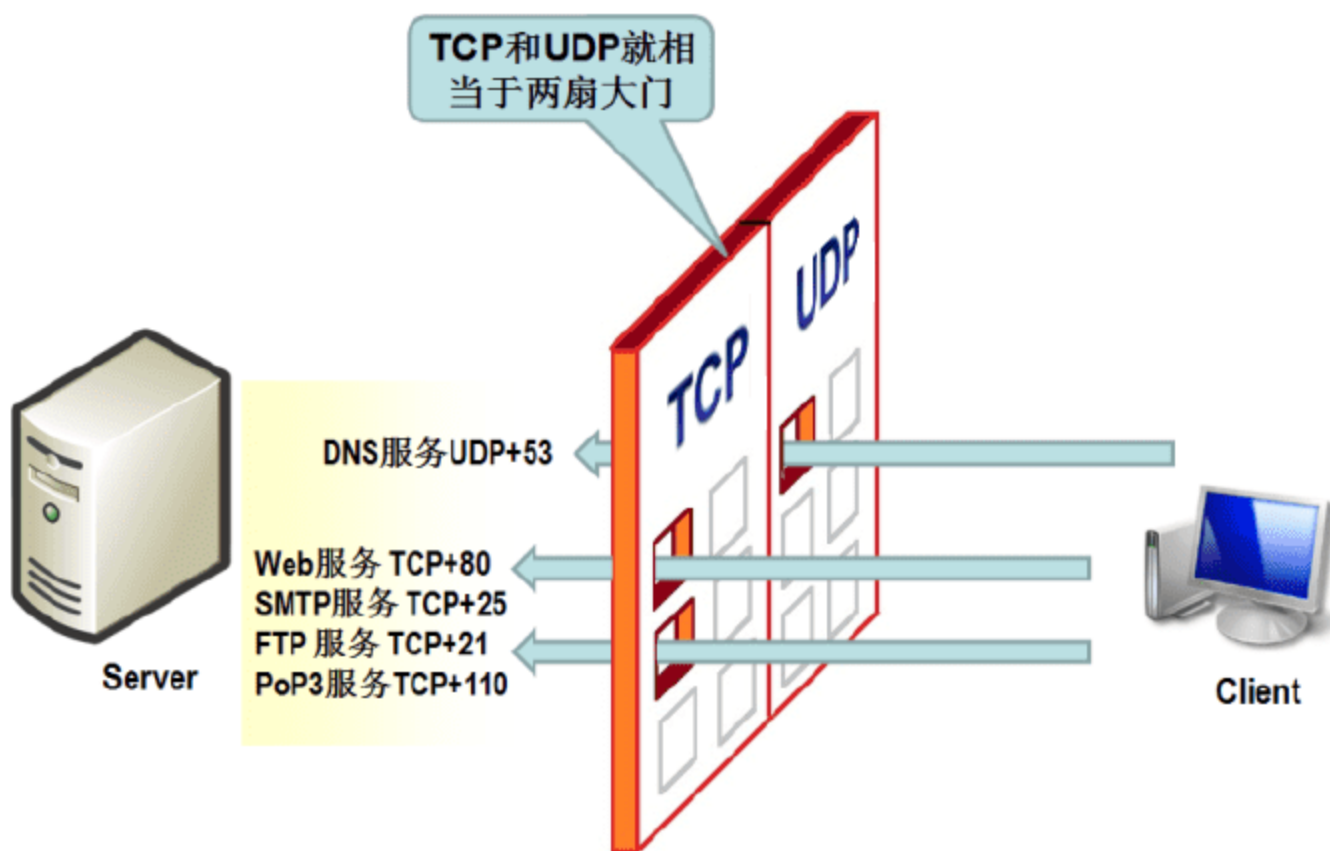 TCP和UDP就相
当于两扇大门
UDP
TCP
DNS服务UDP+53
Web服务 TCP+80
SMTP服务 TCP+25
FTP 服务 TCP+21
PoP3服务TCP+110
Server
Client